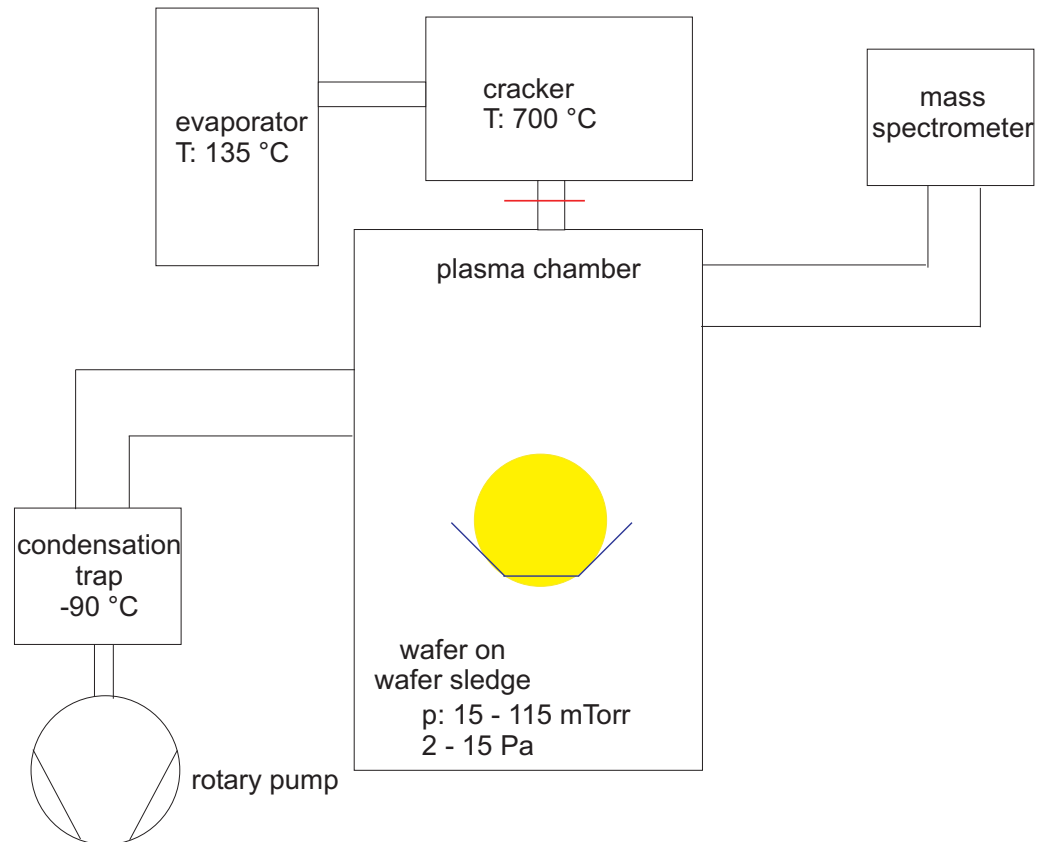 evaporator
T: 135 °C
cracker
T: 700 °C
mass
spectrometer
plasma chamber
condensation
trap
-90 °C
wafer on
wafer sledge
p: 15 - 115 mTorr
2 - 15 Pa
rotary pump